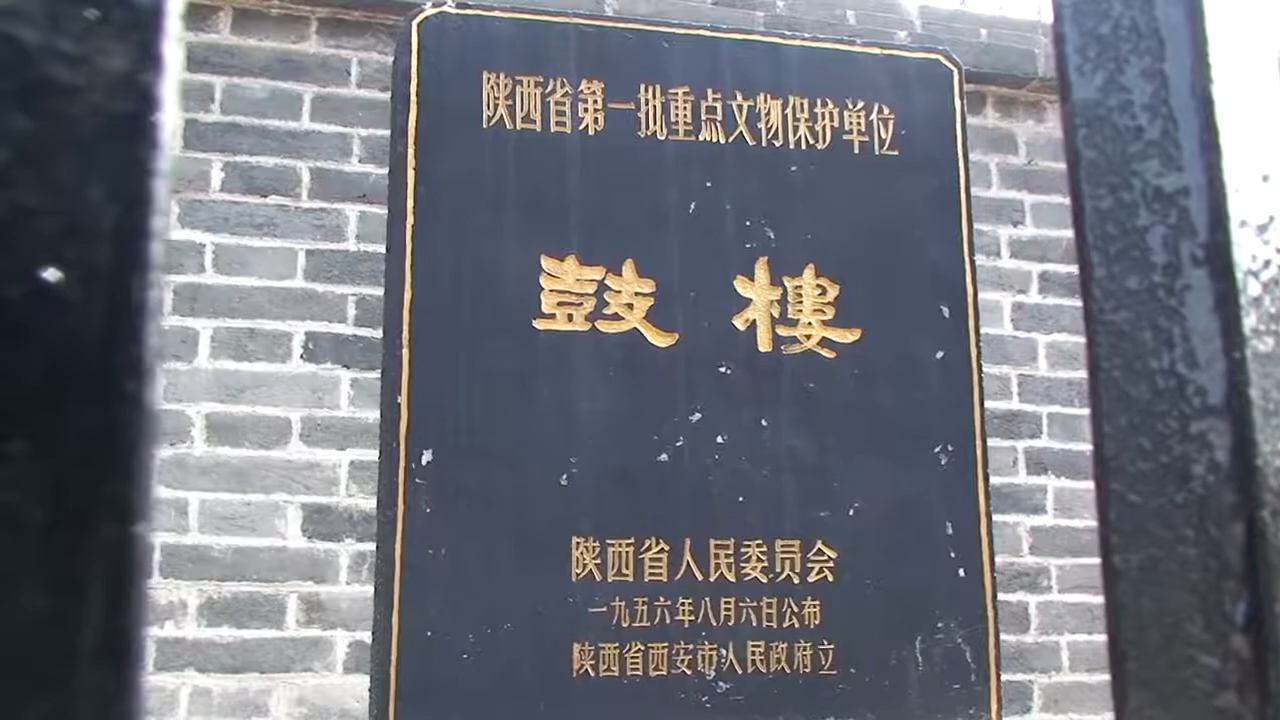 陕西省第一批重点文物保护单位
鼓樓
陕西省人民委员会
一九五六年八月六日公布
陕西省西安市人民政府立